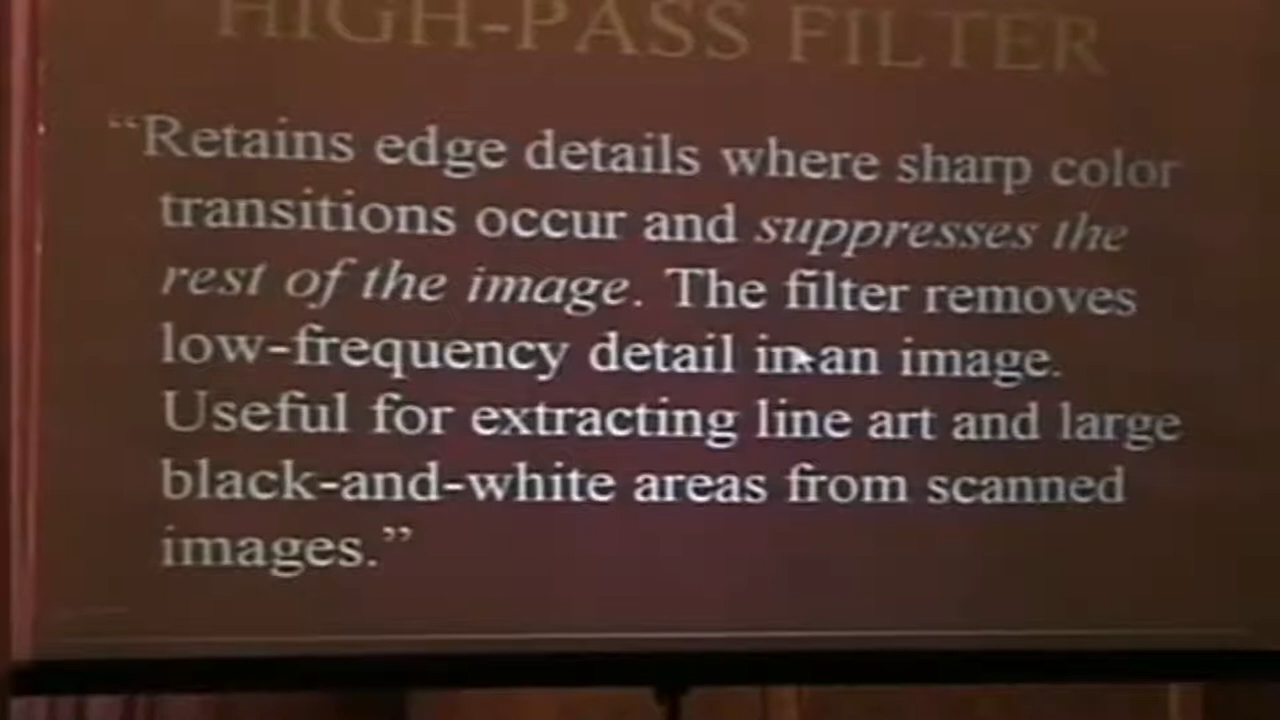 HIGH-PASS FILTER
“Retains edge details where sharp color
transitions occur and suppresses the
rest of the image. The filter removes
low-frequency detail in an image.
Useful for extracting line art and large
black-and-white areas from scanned
images.”